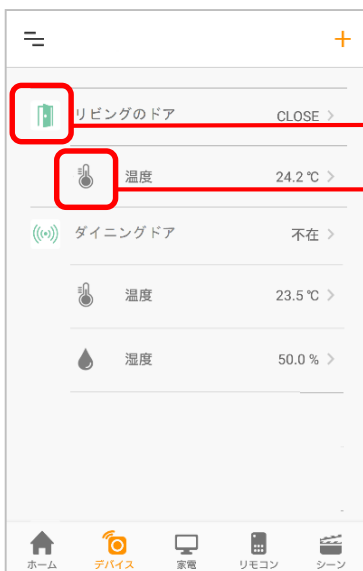 リビングのドア CLOSE >
温度 24.2 ℃ >
ダイニングドア 不在 >
温度 23.5 ℃ >
湿度 50.0 % >
ホーム デバイス 家電 リモコン シーン